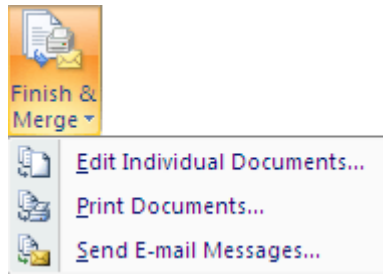 Finish &
Merge
Edit Individual Documents...
Print Documents...
Send E-mail Messages...